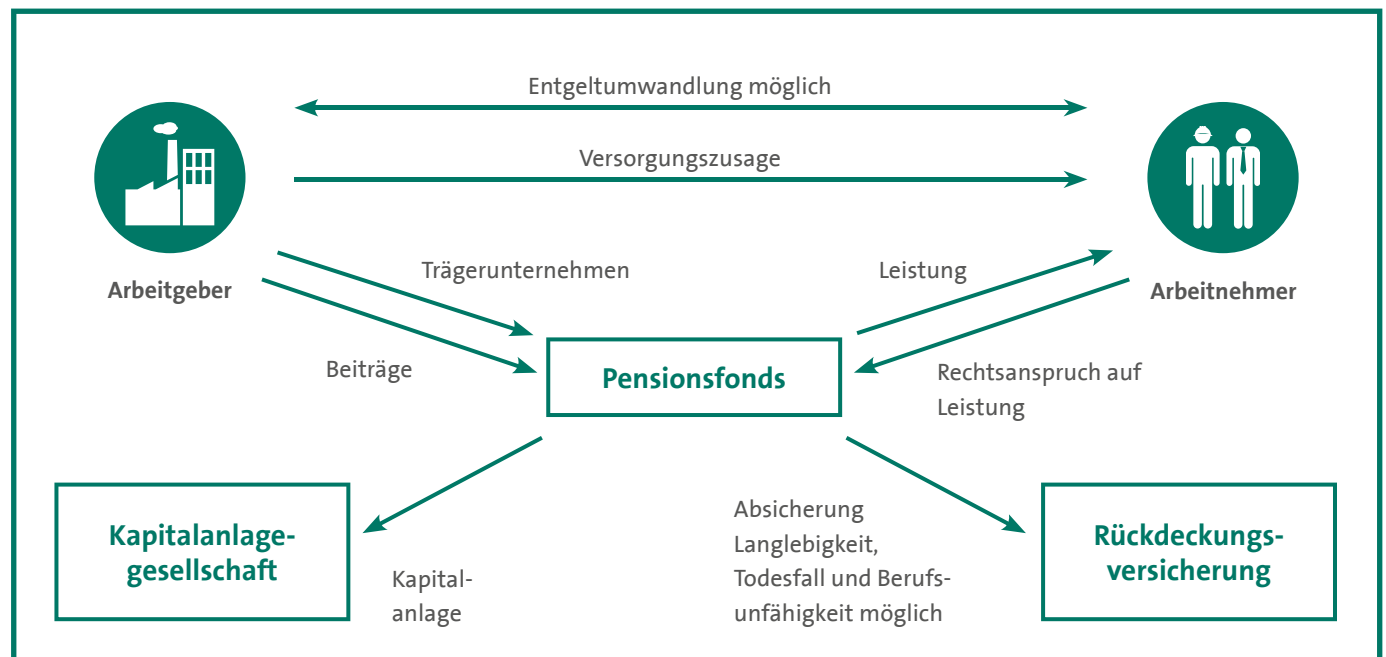 Entgeltumwandlung möglich
Versorgungszusage
Arbeitgeber
Arbeitnehmer
Trägerunternehmen
Leistung
Beiträge
Pensionsfonds
Rechtsanspruch auf
Leistung
Kapitalanlage-
gesellschaft
Kapital-
anlage
Absicherung
Langlebigkeit,
Todesfall und Berufs-
unfähigkeit möglich
Rückdeckungs-
versicherung